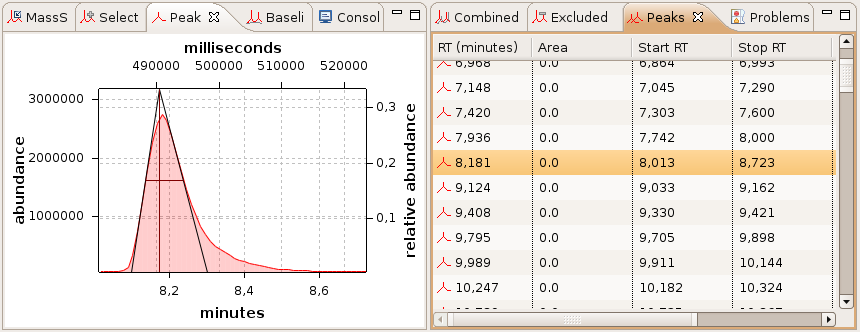 MassS Select Peak Baseli Consol
milliseconds
490000 500000 510000 520000
3000000
2000000
1000000
abundance
0,3
0,2
0,1
relative abundance
8,2 8,4 8,6
minutes
Combined Excluded Peaks Problems
RT (minutes) Area Start RT Stop RT
6,968 0.0 6,864 6,993
7,148 0.0 7,045 7,290
7,420 0.0 7,303 7,600
7,936 0.0 7,742 8,000
8,181 0.0 8,013 8,723
9,124 0.0 9,033 9,162
9,408 0.0 9,330 9,421
9,795 0.0 9,705 9,898
9,989 0.0 9,911 10,144
10,247 0.0 10,182 10,324